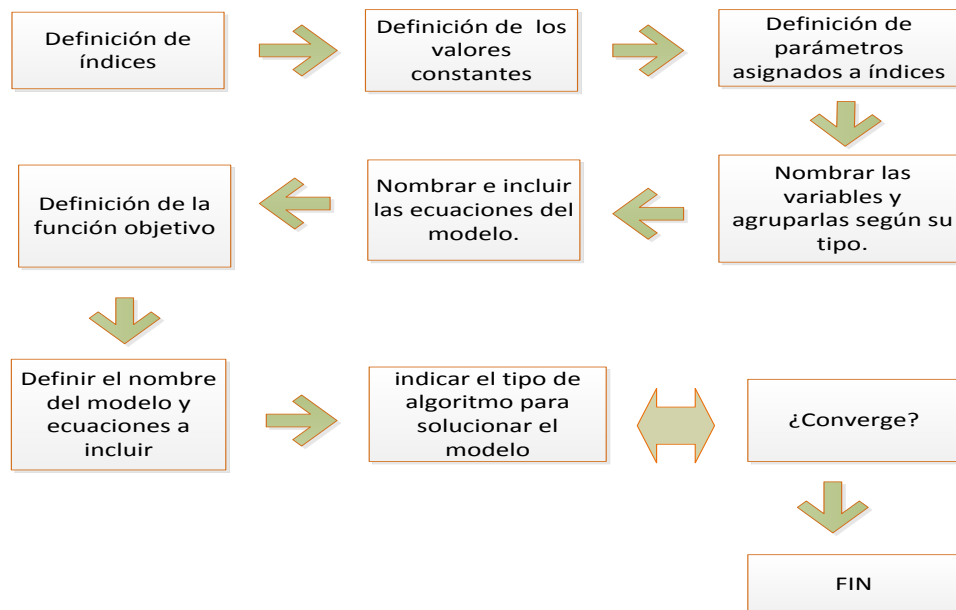 Definición de
índices
Definición de los
valores
constantes
Definición de
parámetros
asignados a índices
Nombrar las
variables y
agruparlas según su
tipo.
Nombrar e incluir
las ecuaciones del
modelo.
Definición de la
función objetivo
Definir el nombre
del modelo y
ecuaciones a
incluir
indicar el tipo de
algoritmo para
solucionar el
modelo
¿Converge?
FIN